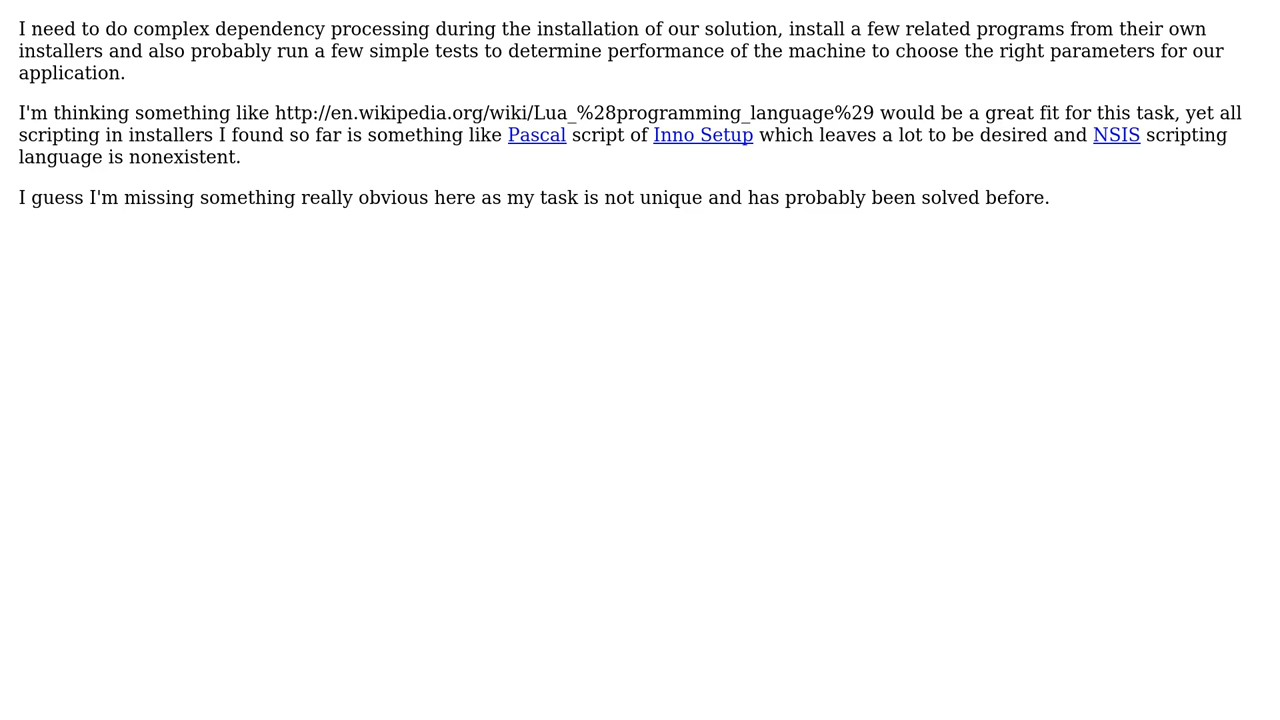 I need to do complex dependency processing during the installation of our solution, install a few related programs from their own
installers and also probably run a few simple tests to determine performance of the machine to choose the right parameters for our
application.
I'm thinking something like http://en.wikipedia.org/wiki/Lua_%28programming_language%29 would be a great fit for this task, yet all
scripting in installers I found so far is something like Pascal script of Inno Setup which leaves a lot to be desired and NSIS scripting
language is nonexistent.
I guess I'm missing something really obvious here as my task is not unique and has probably been solved before.